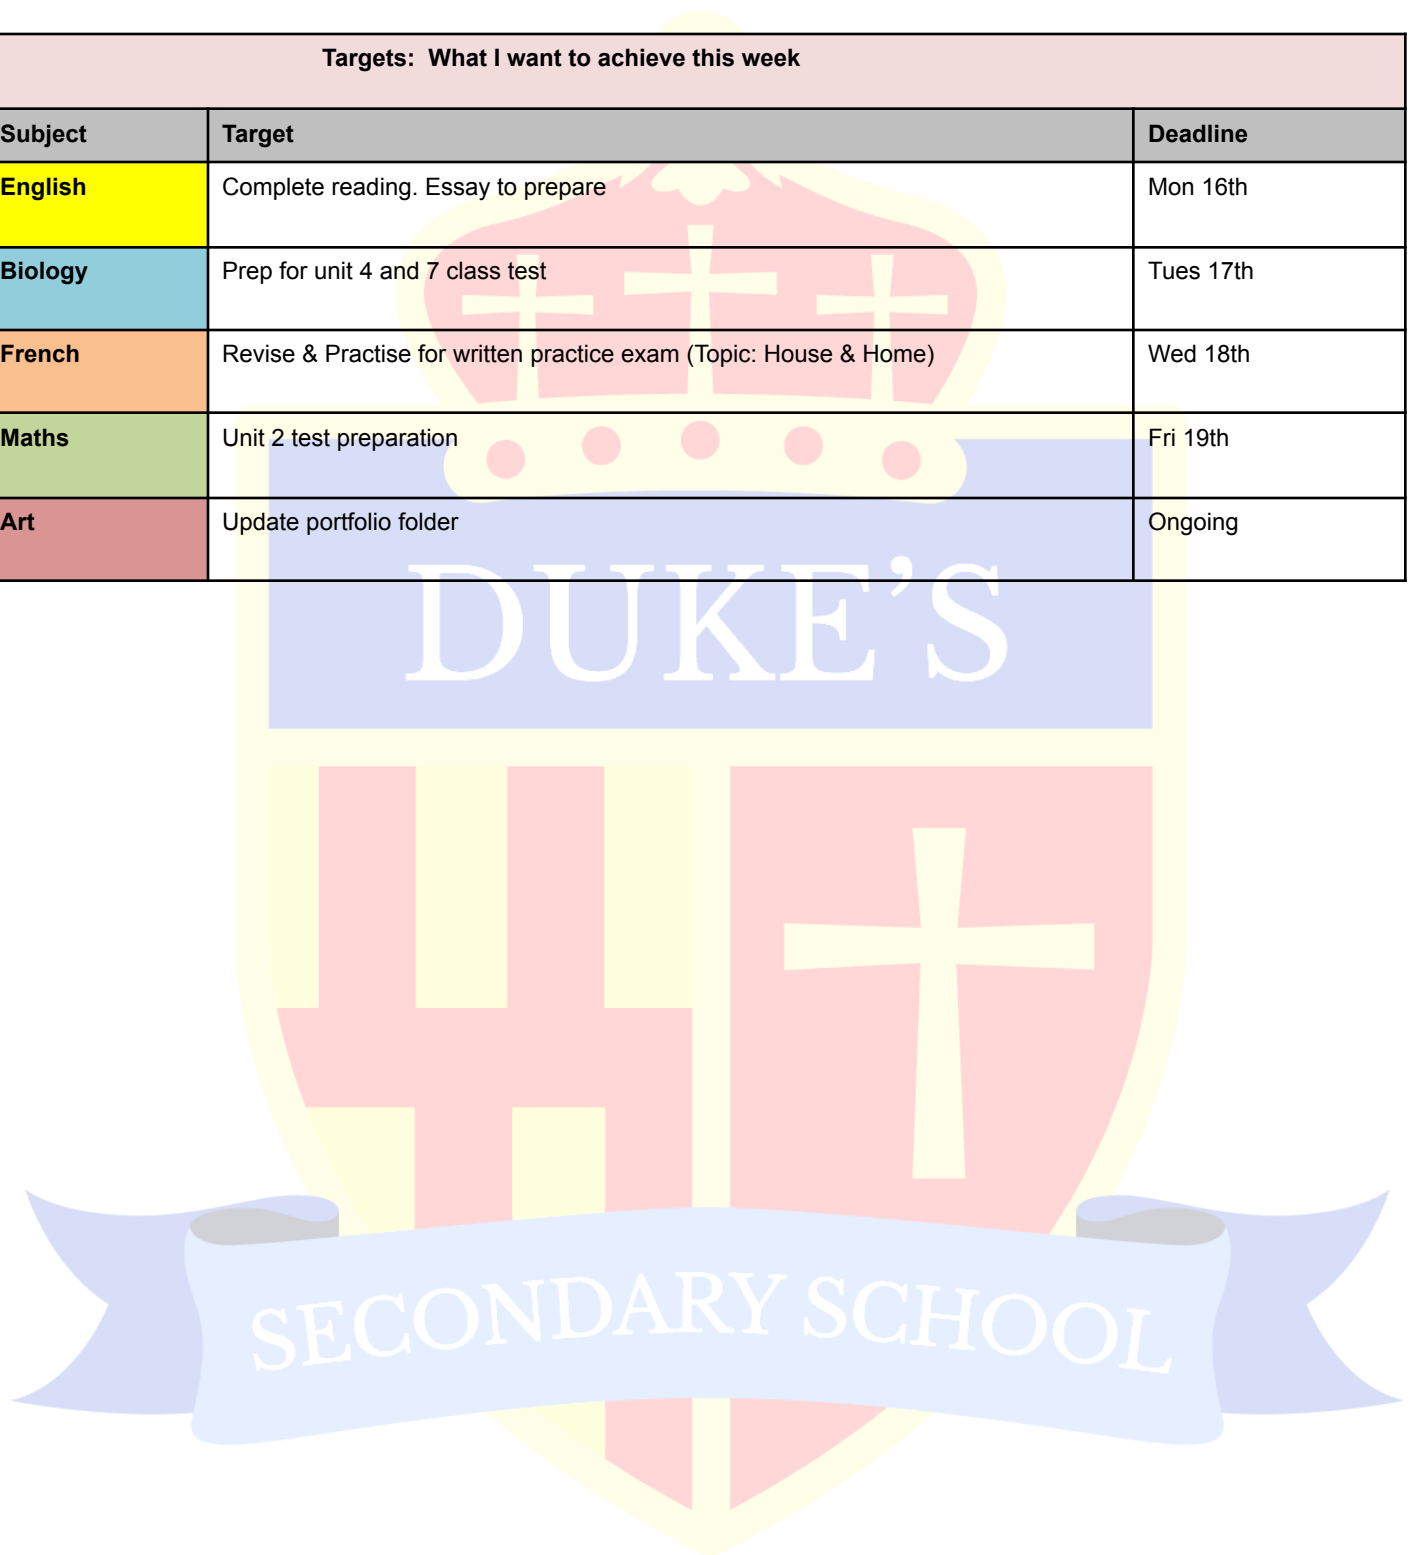 Targets: What I want to achieve this week
Subject Target Deadline
English Complete reading. Essay to prepare Mon 16th
Biology Prep for unit 4 and 7 class test Tues 17th
French Revise & Practise for written practice exam (Topic: House & Home) Wed 18th
Maths Unit 2 test preparation Fri 19th
Art Update portfolio folder Ongoing
DUKE'S
SECONDARY SCHOOL